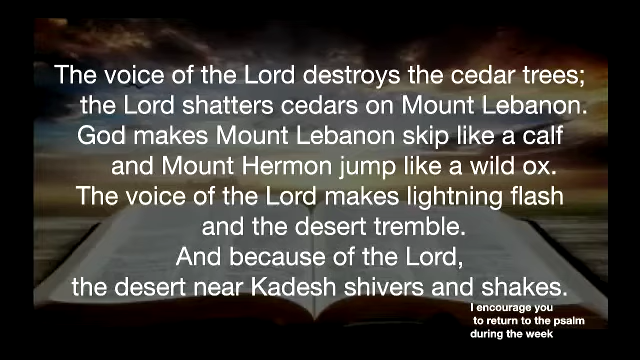 The voice of the Lord destroys the cedar trees;
the Lord shatters cedars on Mount Lebanon.
God makes Mount Lebanon skip like a calf
and Mount Hermon jump like a wild ox.
The voice of the Lord makes lightning flash
and the desert tremble.
And because of the Lord,
the desert near Kadesh shivers and shakes.
I encourage you
to return to the psalm
during the week